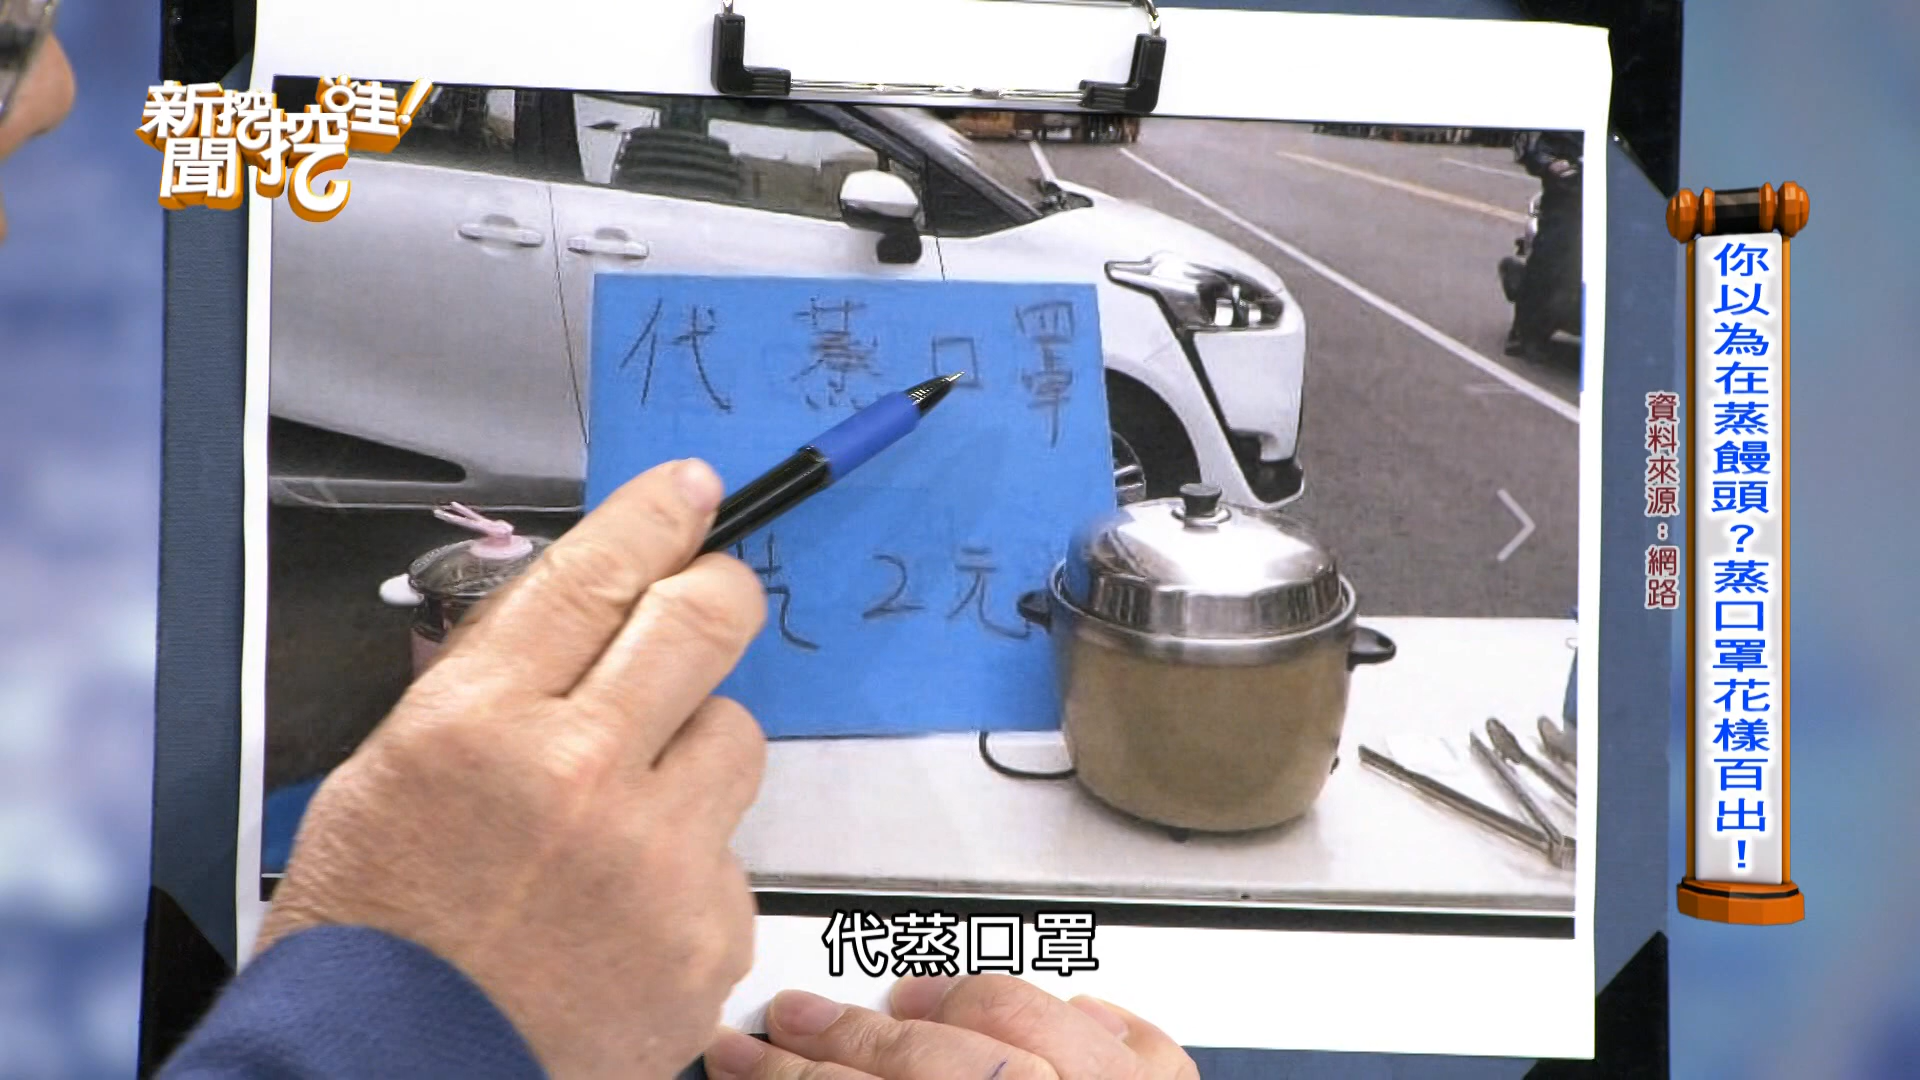 新聞挖挖哇!
代蒸口罩
片 2元
你以為在蒸饅頭?蒸口罩花樣百出!
資料來源:網路
代蒸口罩